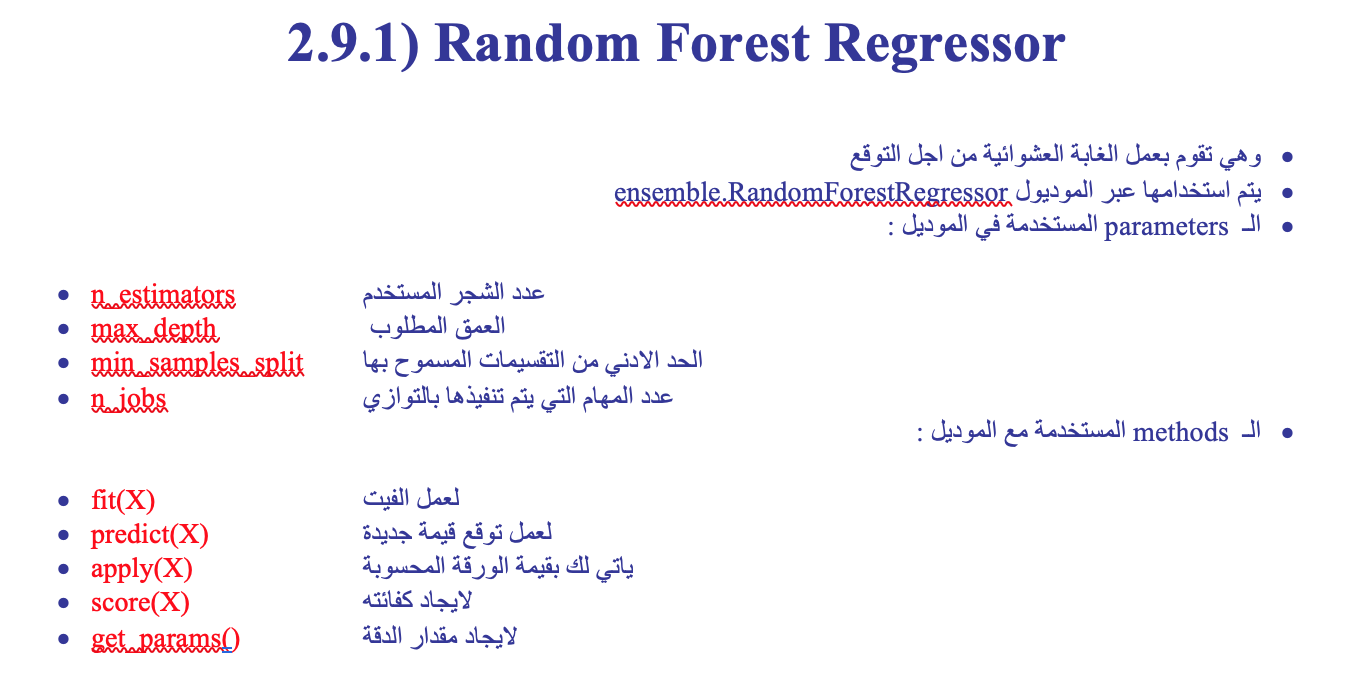 2.9.1) Random Forest Regressor
وهي تقوم بعمل الغابة العشوائية من اجل التوقع
يتم استخدامها عبر الموديول ensemble.RandomForestRegressor
الـ parameters المستخدمة في الموديل :
n_estimators عدد الشجر المستخدم
max_depth العمق المطلوب
min_samples_split الحد الادني من التقسيمات المسموح بها
n_jobs عدد المهام التي يتم تنفيذها بالتوازي
الـ methods المستخدمة مع الموديل :
fit(X) لعمل الفيت
predict(X) لعمل توقع قيمة جديدة
apply(X) ياتي لك بقيمة الورقة المحسوبة
score(X) لايجاد كفائته
get_params() لايجاد مقدار الدقة